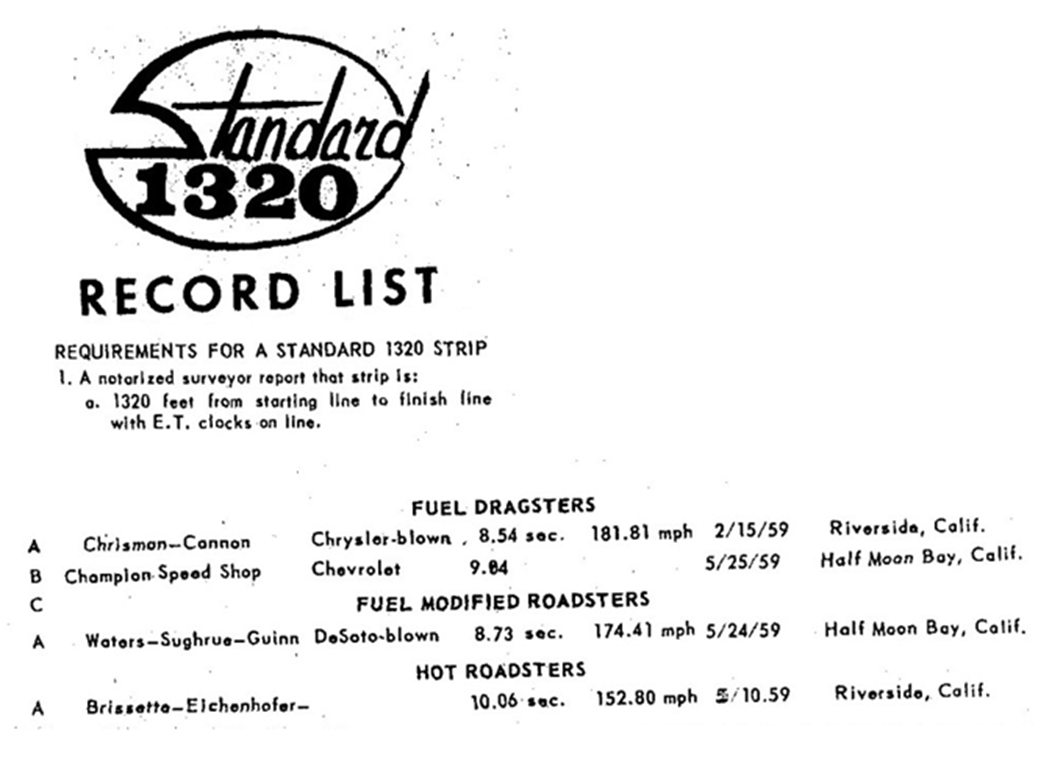 Standard
1320
RECORD LIST
REQUIREMENTS FOR A STANDARD 1320 STRIP
1. A notorized surveyor report that strip is:
a. 1320 feet from starting line to finish line
with E.T. clocks on line.
FUEL DRAGSTERS
A Chrisman–Cannon Chrysler-blown 8.54 sec. 181.81 mph 2/15/59 Riverside, Calif.
B Champion Speed Shop Chevrolet 5/25/59 Half Moon Bay, Calif.
C FUEL MODIFIED ROADSTERS
A Waters–Sughrue–Guinn DeSoto-blown 8.73 sec. 174.41 mph 5/24/59 Half Moon Bay, Calif.
HOT ROADSTERS
A Brissette–Eichenhofer– 10.06 sec. 152.80 mph Riverside, Calif.